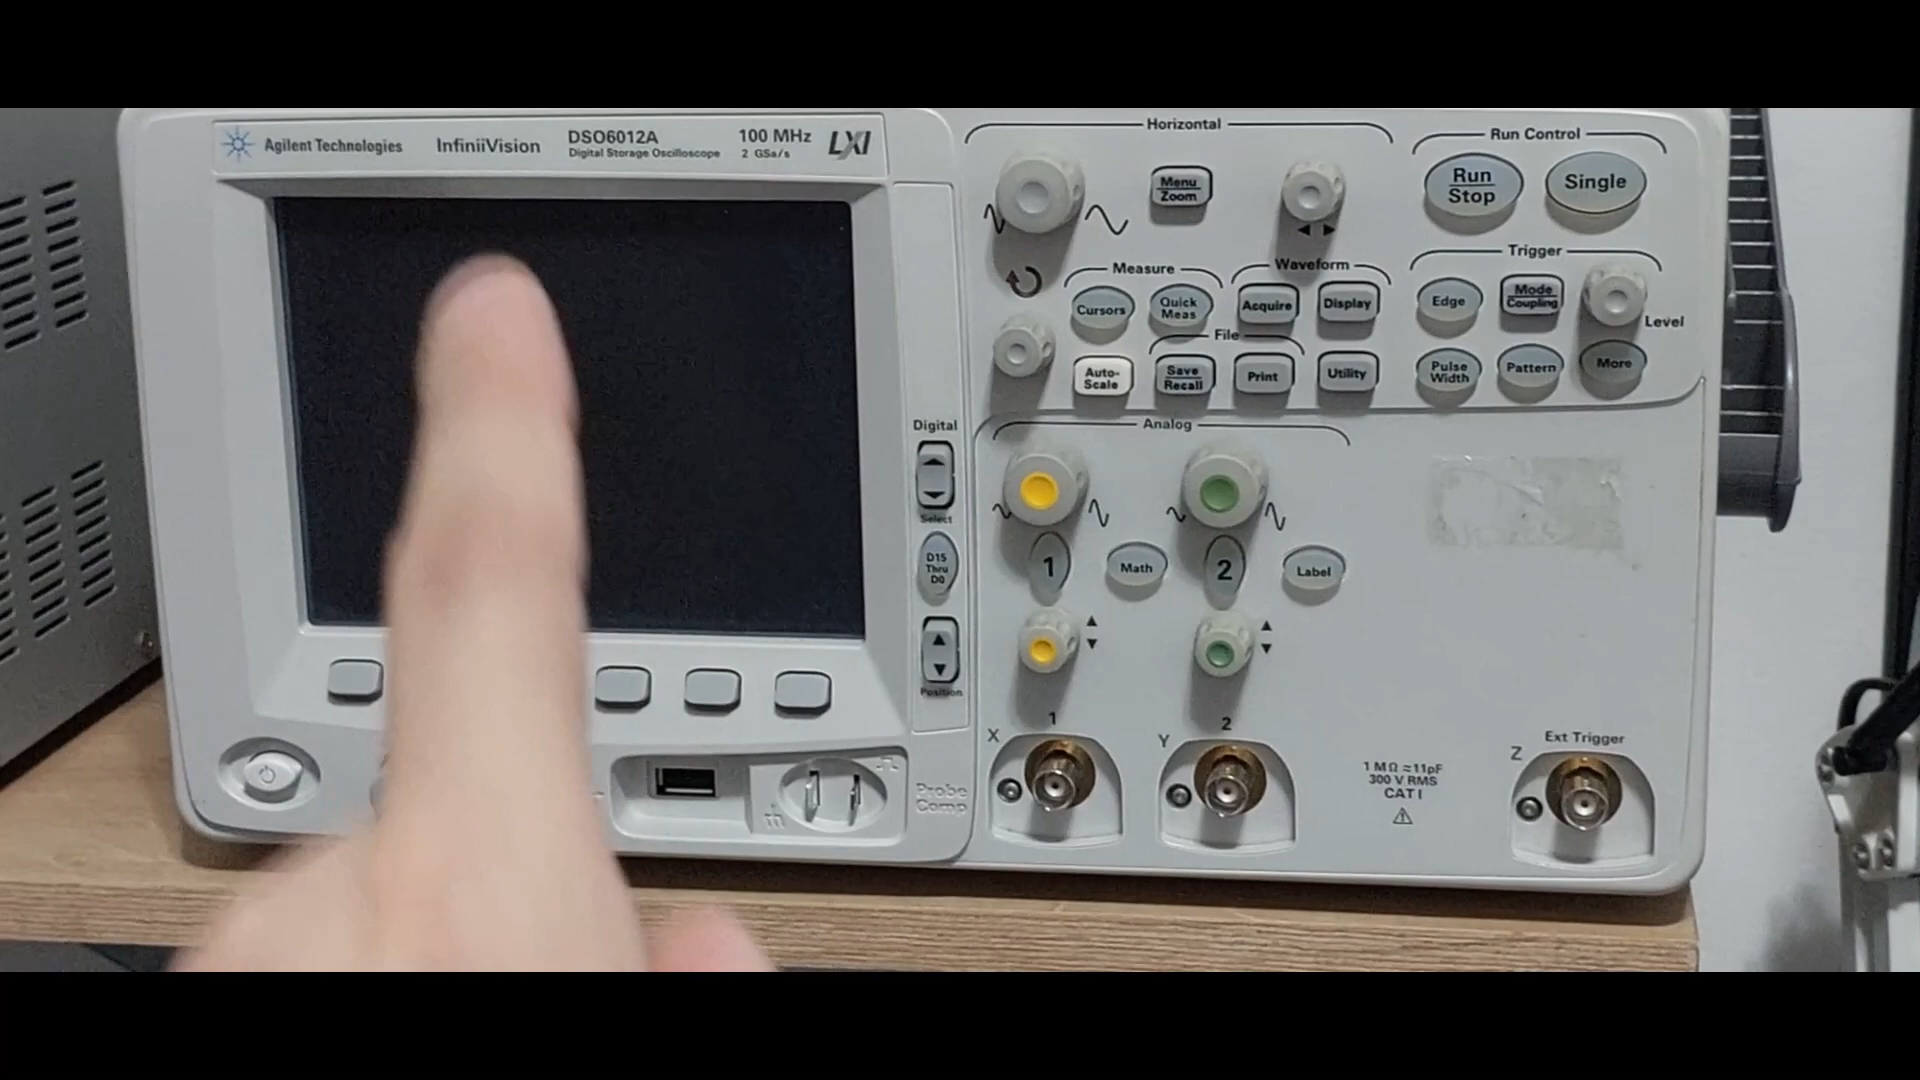 Agilent Technologies
InfiniiVision
DSO6012A
Digital Storage Oscilloscope
100 MHz
2 GSa/s
LXI
Horizontal
Menu
Zoom
Run Control
Run
Stop
Single
Measure
Cursors
Quick
Meas
Waveform
Acquire
Display
Trigger
Edge
Mode
Coupling
Level
File
Auto-
Scale
Save
Recall
Print
Utility
Pulse
Width
Pattern
More
Digital
Select
D15
Thru
D0
Position
Analog
1
Math
2
Label
X
1
Y
2
1 MΩ ≈11pF
300 V RMS
CAT I
Z
Ext Trigger
Probe
Comp